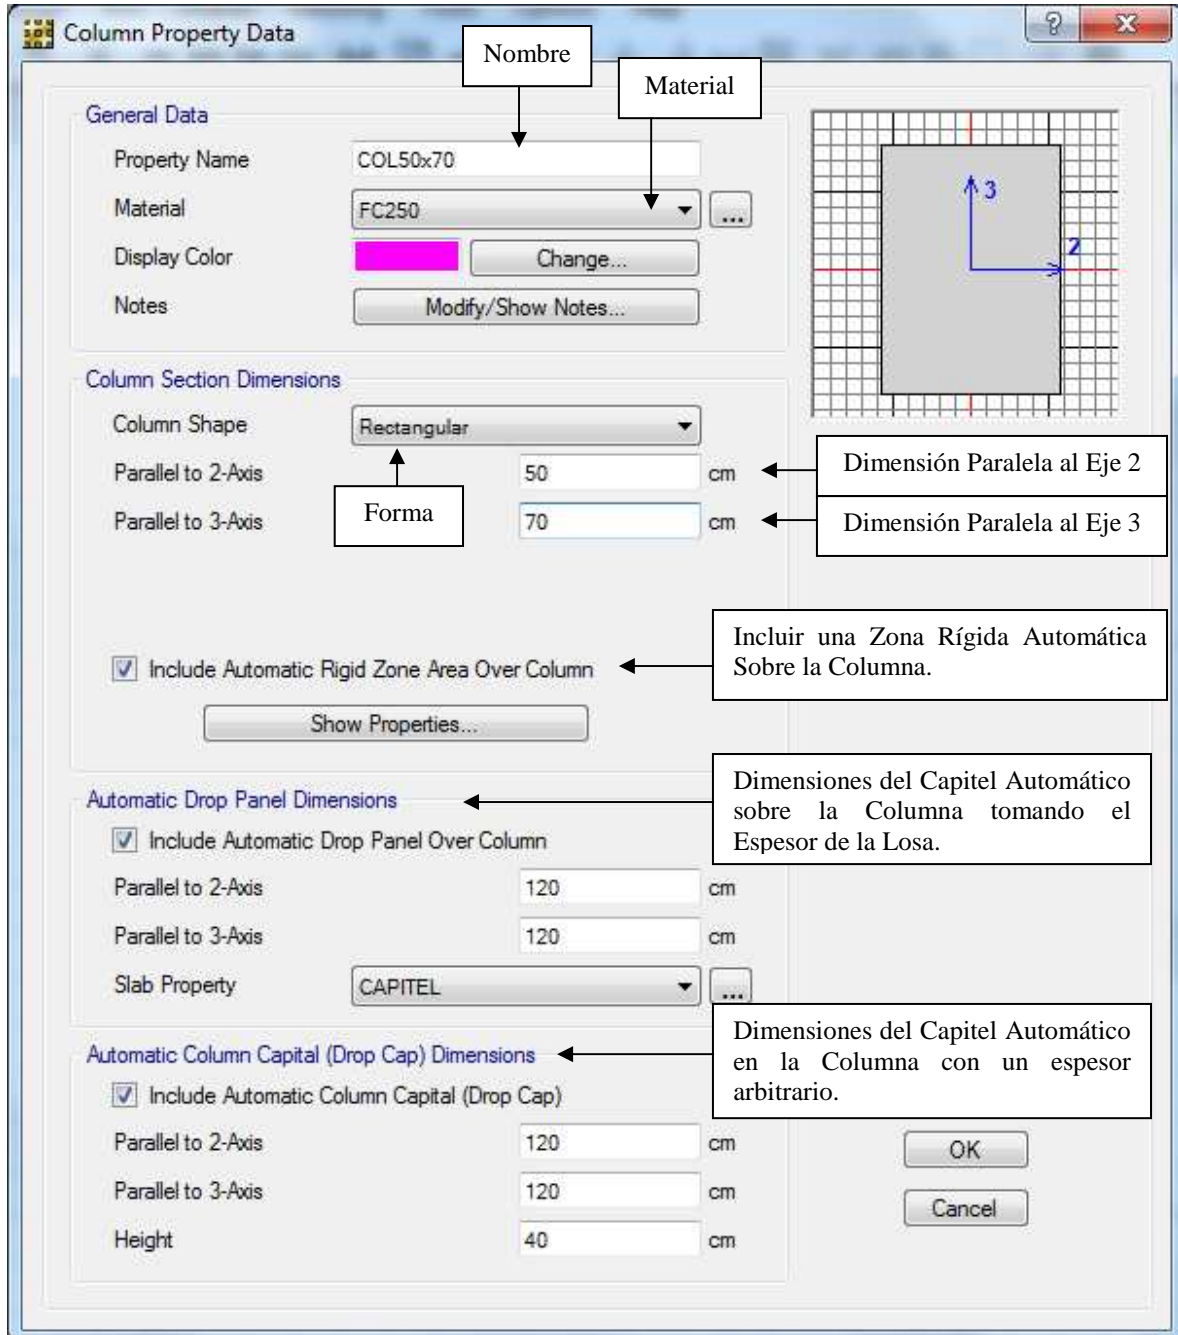 Column Property Data
Nombre
Material
General Data
Property Name COL50x70
Material FC250 ...
Display Color Change...
Notes Modify/Show Notes...
3
2
Column Section Dimensions
Column Shape Rectangular
Parallel to 2-Axis 50 cm
Dimensión Paralela al Eje 2
Forma
Parallel to 3-Axis 70 cm
Dimensión Paralela al Eje 3
Include Automatic Rigid Zone Area Over Column
Incluir una Zona Rígida Automática
Sobre la Columna.
Show Properties...
Automatic Drop Panel Dimensions
Dimensiones del Capitel Automático
sobre la Columna tomando el
Espesor de la Losa.
Include Automatic Drop Panel Over Column
Parallel to 2-Axis 120 cm
Parallel to 3-Axis 120 cm
Slab Property CAPITEL ...
Automatic Column Capital (Drop Cap) Dimensions
Dimensiones del Capitel Automático
en la Columna con un espesor
arbitrario.
Include Automatic Column Capital (Drop Cap)
Parallel to 2-Axis 120 cm
Parallel to 3-Axis 120 cm
Height 40 cm
OK
Cancel